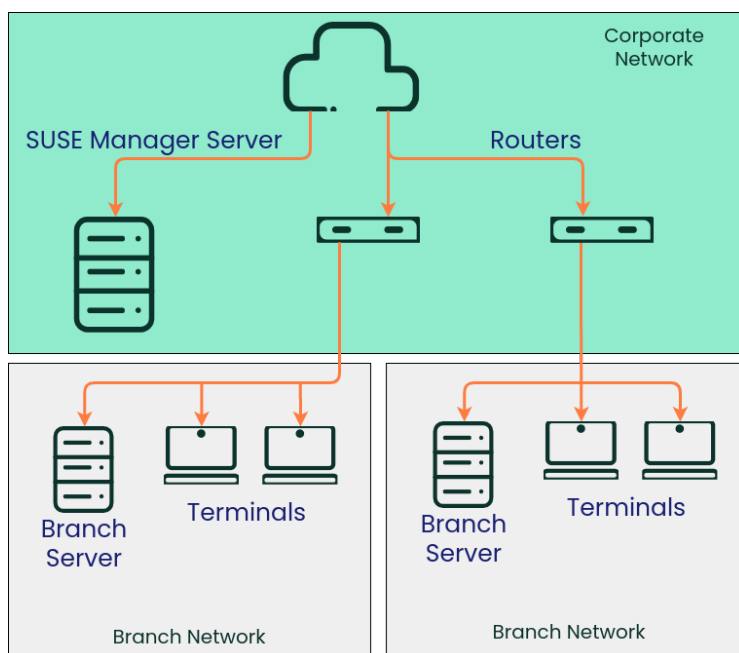 Corporate
Network
SUSE Manager Server
Routers
Branch
Server
Terminals
Branch Network
Branch
Server
Terminals
Branch Network